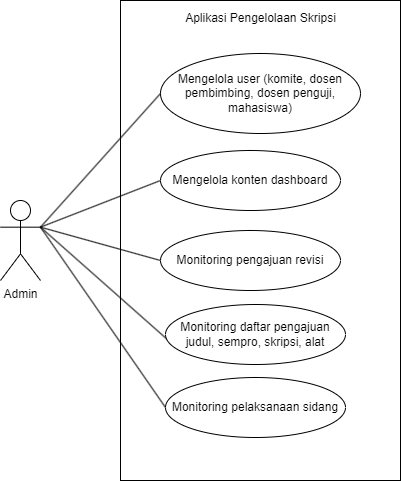 Aplikasi Pengelolaan Skripsi
Mengelola user (komite, dosen
pembimbing, dosen penguji,
mahasiswa)
Mengelola konten dashboard
Monitoring pengajuan revisi
Admin
Monitoring daftar pengajuan
judul, sempro, skripsi, alat
Monitoring pelaksanaan sidang